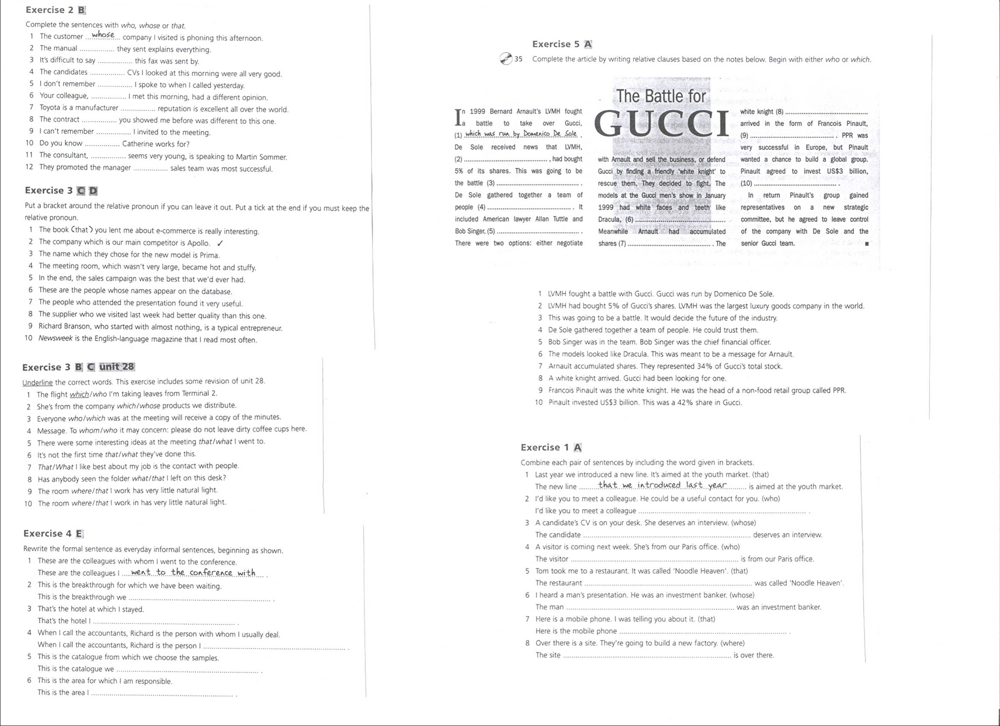 Exercise 2 B
Complete the sentences with who, whose or that.
1 The customer ...whose... company I visited is phoning this afternoon.
2 The manual ................ they sent explains everything.
3 It's difficult to say ................ this fax was sent by.
4 The candidates ................ CVs I looked at this morning were all very good.
5 I don't remember ................ I spoke to when I called yesterday.
6 Your colleague, ................ I met this morning, had a different opinion.
7 Toyota is a manufacturer ................ reputation is excellent all over the world.
8 The contract ................ you showed me before was different to this one.
9 I can't remember ................ I invited to the meeting.
10 Do you know ................ Catherine works for?
11 The consultant, ................ seems very young, is speaking to Martin Sommer.
12 They promoted the manager ................ sales team was most successful.
Exercise 3 C D
Put a bracket around the relative pronoun if you can leave it out. Put a tick at the end if you must keep the
relative pronoun.
1 The book (that) you lent me about e-commerce is really interesting.
2 The company which is our main competitor is Apollo. ✓
3 The name which they chose for the new model is Prima.
4 The meeting room, which wasn't very large, became hot and stuffy.
5 In the end, the sales campaign was the best that we'd ever had.
6 These are the people whose names appear on the database.
7 The people who attended the presentation found it very useful.
8 The supplier who we visited last week had better quality than this one.
9 Richard Branson, who started with almost nothing, is a typical entrepreneur.
10 Newsweek is the English-language magazine that I read most often.
Exercise 3 B C unit 28
Underline the correct words. This exercise includes some revision of unit 28.
1 The flight which/who I'm taking leaves from Terminal 2.
2 She's from the company which/whose products we distribute.
3 Everyone who/which was at the meeting will receive a copy of the minutes.
4 Message. To whom/who it may concern: please do not leave dirty coffee cups here.
5 There were some interesting ideas at the meeting that/what I went to.
6 It's not the first time that/what they've done this.
7 That/What I like best about my job is the contact with people.
8 Has anybody seen the folder what/that I left on this desk?
9 The room where/that I work has very little natural light.
10 The room where/that I work in has very little natural light.
Exercise 4 E
Rewrite the formal sentence as everyday informal sentences, beginning as shown.
1 These are the colleagues with whom I went to the conference.
These are the colleagues I ....went to the conference with.... .
2 This is the breakthrough for which we have been waiting.
This is the breakthrough we ................................ .
3 That's the hotel at which I stayed.
That's the hotel I ................................ .
4 When I call the accountants, Richard is the person with whom I usually deal.
When I call the accountants, Richard is the person I ................................ .
5 This is the catalogue from which we choose the samples.
This is the catalogue we ................................ .
6 This is the area for which I am responsible.
This is the area I ................................ .
Exercise 5 A
35 Complete the article by writing relative clauses based on the notes below. Begin with either who or which.
The Battle for
GUCCI
In 1999 Bernard Arnault's LVMH fought
a battle to take over Gucci,
(1) which was run by Domenico De Sole .
De Sole received news that LVMH,
(2) ................................ , had bought
5% of its shares. This was going to be
the battle (3) ................................ .
De Sole gathered together a team of
people (4) ................................ . It
included American lawyer Allan Tuttle and
Bob Singer, (5) ................................ .
There were two options: either negotiate
with Arnault and sell the business, or defend
Gucci by finding a friendly 'white knight' to
rescue them. They decided to fight. The
models at the Gucci men's show in January
1999 had white faces and teeth like
Dracula, (6) ................................
Meanwhile Arnault had accumulated
shares (7) ................................ . The
white knight (8) ................................
arrived in the form of Francois Pinault,
(9) ................................ . PPR was
very successful in Europe, but Pinault
wanted a chance to build a global group.
Pinault agreed to invest US$3 billion,
(10) ................................ .
In return Pinault's group gained
representatives on a new strategic
committee, but he agreed to leave control
of the company with De Sole and the
senior Gucci team. ■
1 LVMH fought a battle with Gucci. Gucci was run by Domenico De Sole.
2 LVMH had bought 5% of Gucci's shares. LVMH was the largest luxury goods company in the world.
3 This was going to be a battle. It would decide the future of the industry.
4 De Sole gathered together a team of people. He could trust them.
5 Bob Singer was in the team. Bob Singer was the chief financial officer.
6 The models looked like Dracula. This was meant to be a message for Arnault.
7 Arnault accumulated shares. They represented 34% of Gucci's total stock.
8 A white knight arrived. Gucci had been looking for one.
9 Francois Pinault was the white knight. He was the head of a non-food retail group called PPR.
10 Pinault invested US$3 billion. This was a 42% share in Gucci.
Exercise 1 A
Combine each pair of sentences by including the word given in brackets.
1 Last year we introduced a new line. It's aimed at the youth market. (that)
The new line ........that we introduced last year........ is aimed at the youth market.
2 I'd like you to meet a colleague. He could be a useful contact for you. (who)
I'd like you to meet a colleague ................................ .
3 A candidate's CV is on your desk. She deserves an interview. (whose)
The candidate ................................ deserves an interview.
4 A visitor is coming next week. She's from our Paris office. (who)
The visitor ................................ is from our Paris office.
5 Tom took me to a restaurant. It was called 'Noodle Heaven'. (that)
The restaurant ................................ was called 'Noodle Heaven'.
6 I heard a man's presentation. He was an investment banker. (whose)
The man ................................ was an investment banker.
7 Here is a mobile phone. I was telling you about it. (that)
Here is the mobile phone ................................ .
8 Over there is a site. They're going to build a new factory. (where)
The site ................................ is over there.